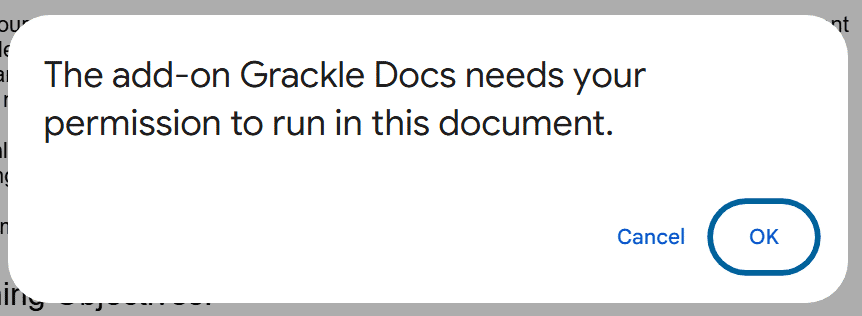 The add-on Grackle Docs needs your
permission to run in this document.
Cancel OK